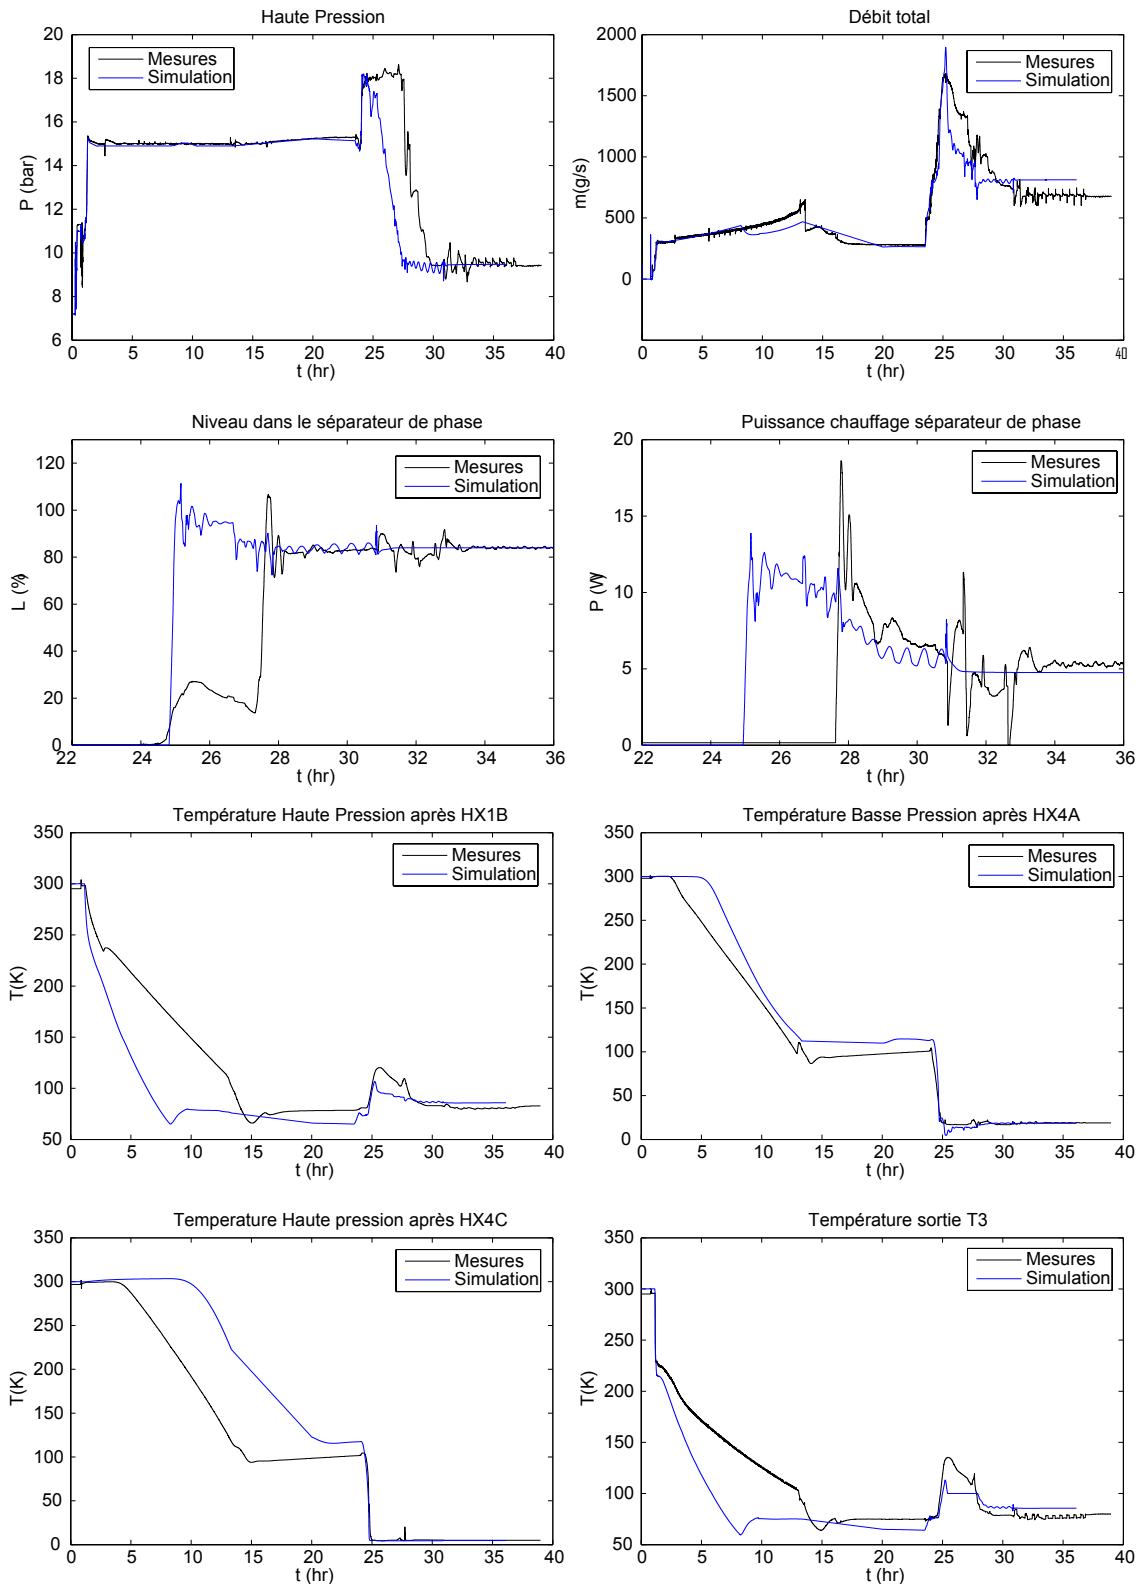 Haute Pression
Mesures
Simulation
P (bar)
20
18
16
14
12
10
8
6
0 5 10 15 20 25 30 35 40
t (hr)
Débit total
Mesures
Simulation
m(g/s)
2000
1500
1000
500
0
0 5 10 15 20 25 30 35 40
t (hr)
Niveau dans le séparateur de phase
Mesures
Simulation
L (%)
120
100
80
60
40
20
0
22 24 26 28 30 32 34 36
t (hr)
Puissance chauffage séparateur de phase
Mesures
Simulation
P (W)
20
15
10
5
0
22 24 26 28 30 32 34 36
t (hr)
Température Haute Pression après HX1B
Mesures
Simulation
T(K)
350
300
250
200
150
100
50
0 5 10 15 20 25 30 35 40
t (hr)
Température Basse Pression après HX4A
Mesures
Simulation
T(K)
350
300
250
200
150
100
50
0
0 5 10 15 20 25 30 35 40
t (hr)
Temperature Haute pression après HX4C
Mesures
Simulation
T(K)
350
300
250
200
150
100
50
0
0 5 10 15 20 25 30 35 40
t (hr)
Température sortie T3
Mesures
Simulation
T(K)
350
300
250
200
150
100
50
0 5 10 15 20 25 30 35 40
t (hr)